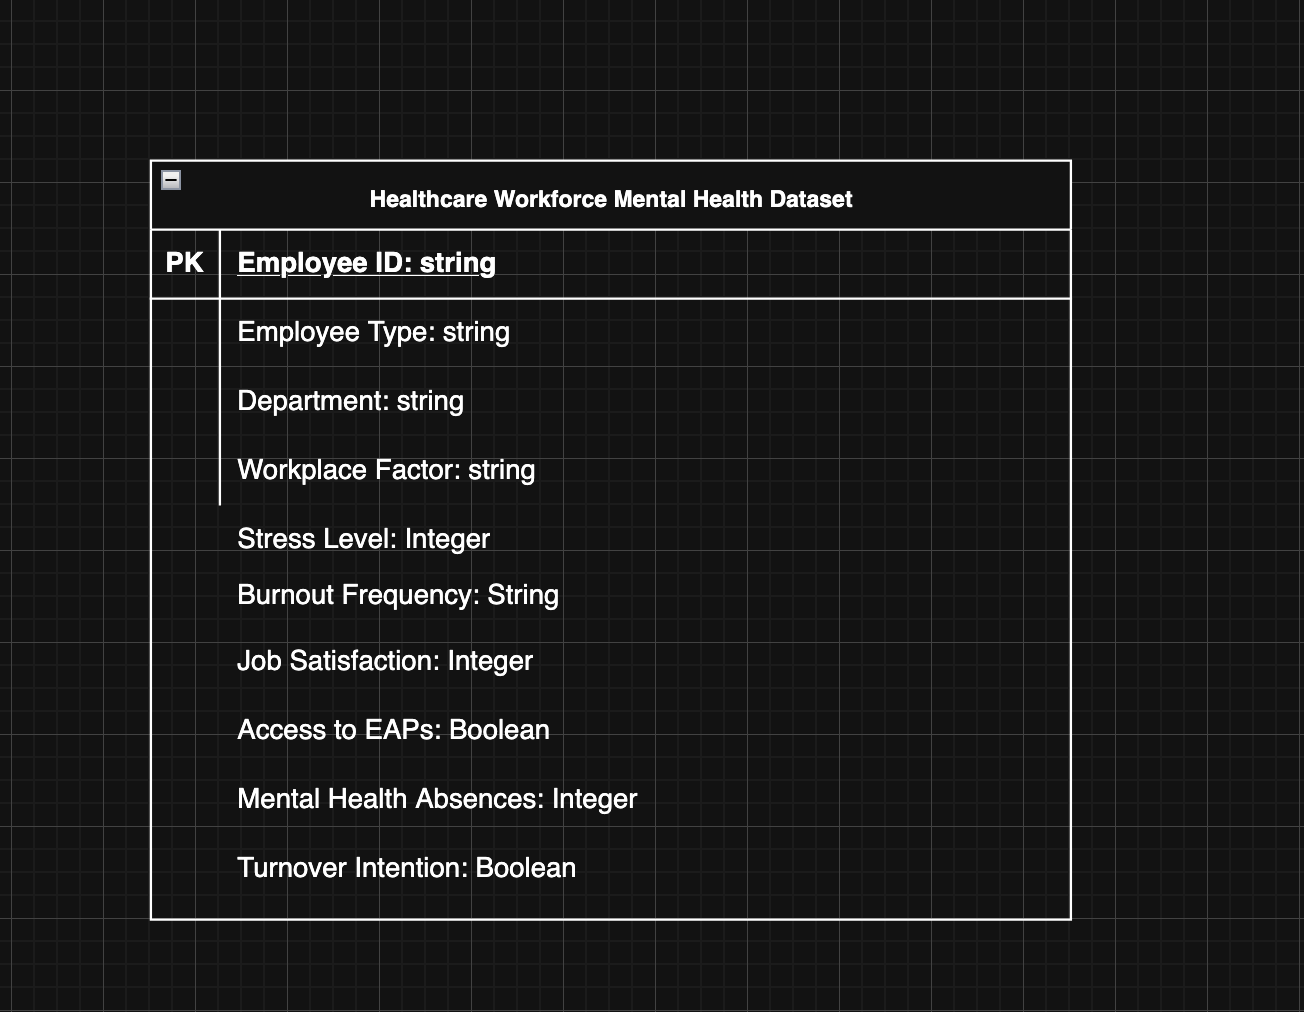 Healthcare Workforce Mental Health Dataset
PK Employee ID: string
Employee Type: string
Department: string
Workplace Factor: string
Stress Level: Integer
Burnout Frequency: String
Job Satisfaction: Integer
Access to EAPs: Boolean
Mental Health Absences: Integer
Turnover Intention: Boolean